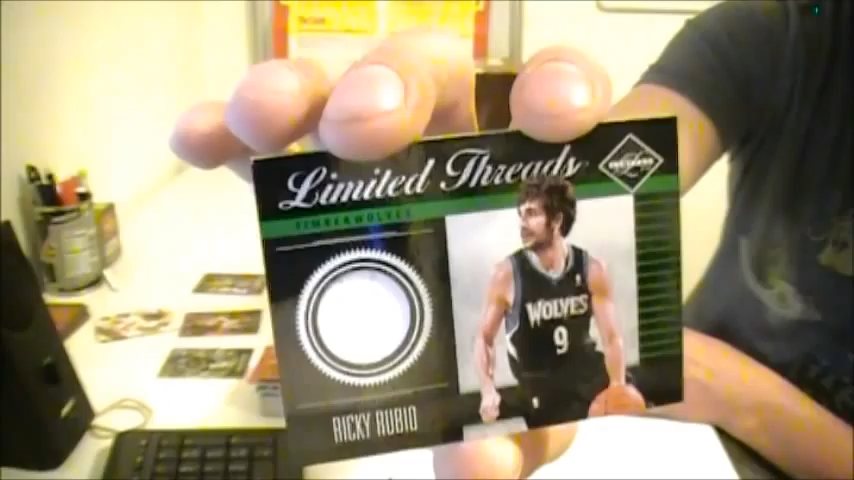 Limited Threads
TIMBERWOLVES
WOLVES
9
RICKY RUBIO